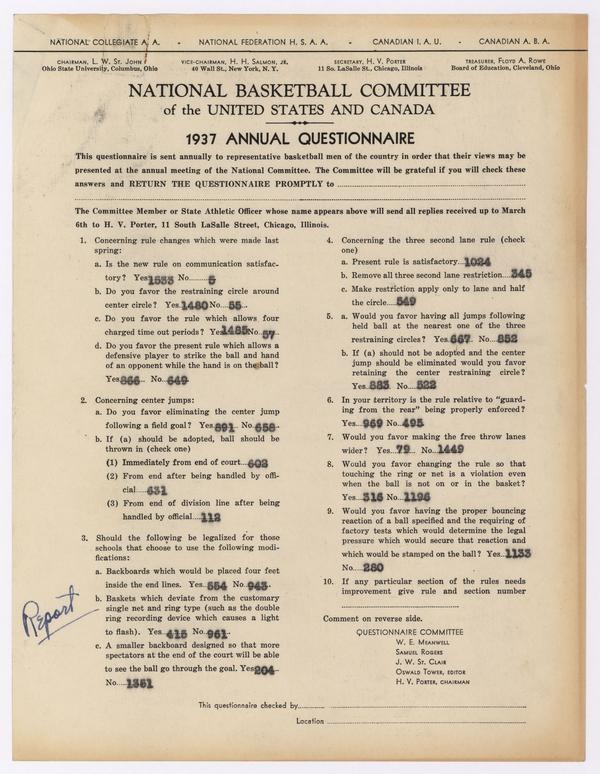 NATIONAL COLLEGIATE A. A. - NATIONAL FEDERATION H. S. A. A. - CANADIAN I. A. U. - CANADIAN A. B. A.
CHAIRMAN, L. W. ST. JOHN VICE-CHAIRMAN, H. H. SALMON, JR. SECRETARY, H. V. PORTER TREASURER, FLOYD A. ROWE
Ohio State University, Columbus, Ohio 40 Wall St., New York, N. Y. 11 So. LaSalle St., Chicago, Illinois Board of Education, Cleveland, Ohio
NATIONAL BASKETBALL COMMITTEE
of the UNITED STATES AND CANADA
1937 ANNUAL QUESTIONNAIRE
This questionnaire is sent annually to representative basketball men of the country in order that their views may be
presented at the annual meeting of the National Committee. The Committee will be grateful if you will check these
answers and RETURN THE QUESTIONNAIRE PROMPTLY to
The Committee Member or State Athletic Officer whose name appears above will send all replies received up to March
6th to H. V. Porter, 11 South LaSalle Street, Chicago, Illinois.
1. Concerning rule changes which were made last
spring:
a. Is the new rule on communication satisfac-
tory? Yes 1533 No 5
b. Do you favor the restraining circle around
center circle? Yes 1480 No 55
c. Do you favor the rule which allows four
charged time out periods? Yes 1485 No 57
d. Do you favor the present rule which allows a
defensive player to strike the ball and hand
of an opponent while the hand is on the ball?
Yes 866 No 649
2. Concerning center jumps:
a. Do you favor eliminating the center jump
following a field goal? Yes 891 No 658
b. If (a) should be adopted, ball should be
thrown in (check one)
(1) Immediately from end of court 602
(2) From end after being handled by offi-
cial 631
(3) From end of division line after being
handled by official 112
3. Should the following be legalized for those
schools that choose to use the following modi-
fications:
a. Backboards which would be placed four feet
inside the end lines. Yes 554 No 943
b. Baskets which deviate from the customary
single net and ring type (such as the double
ring recording device which causes a light
to flash). Yes 415 No 961
c. A smaller backboard designed so that more
spectators at the end of the court will be able
to see the ball go through the goal. Yes 204
No 1351
Report
4. Concerning the three second lane rule (check
one)
a. Present rule is satisfactory 1024
b. Remove all three second lane restriction 345
c. Make restriction apply only to lane and half
the circle 549
5. a. Would you favor having all jumps following
held ball at the nearest one of the three
restraining circles? Yes 667 No 852
b. If (a) should not be adopted and the center
jump should be eliminated would you favor
retaining the center restraining circle?
Yes 883 No 522
6. In your territory is the rule relative to "guard-
ing from the rear" being properly enforced?
Yes 969 No 495
7. Would you favor making the free throw lanes
wider? Yes 79 No 1449
8. Would you favor changing the rule so that
touching the ring or net is a violation even
when the ball is not on or in the basket?
Yes 316 No 1196
9. Would you favor having the proper bouncing
reaction of a ball specified and the requiring of
factory tests which would determine the legal
pressure which would secure that reaction and
which would be stamped on the ball? Yes 1133
No 280
10. If any particular section of the rules needs
improvement give rule and section number
Comment on reverse side.
QUESTIONNAIRE COMMITTEE
W. E. MEANWELL
SAMUEL ROGERS
J. W. ST. CLAIR
OSWALD TOWER, EDITOR
H. V. PORTER, CHAIRMAN
This questionnaire checked by
Location